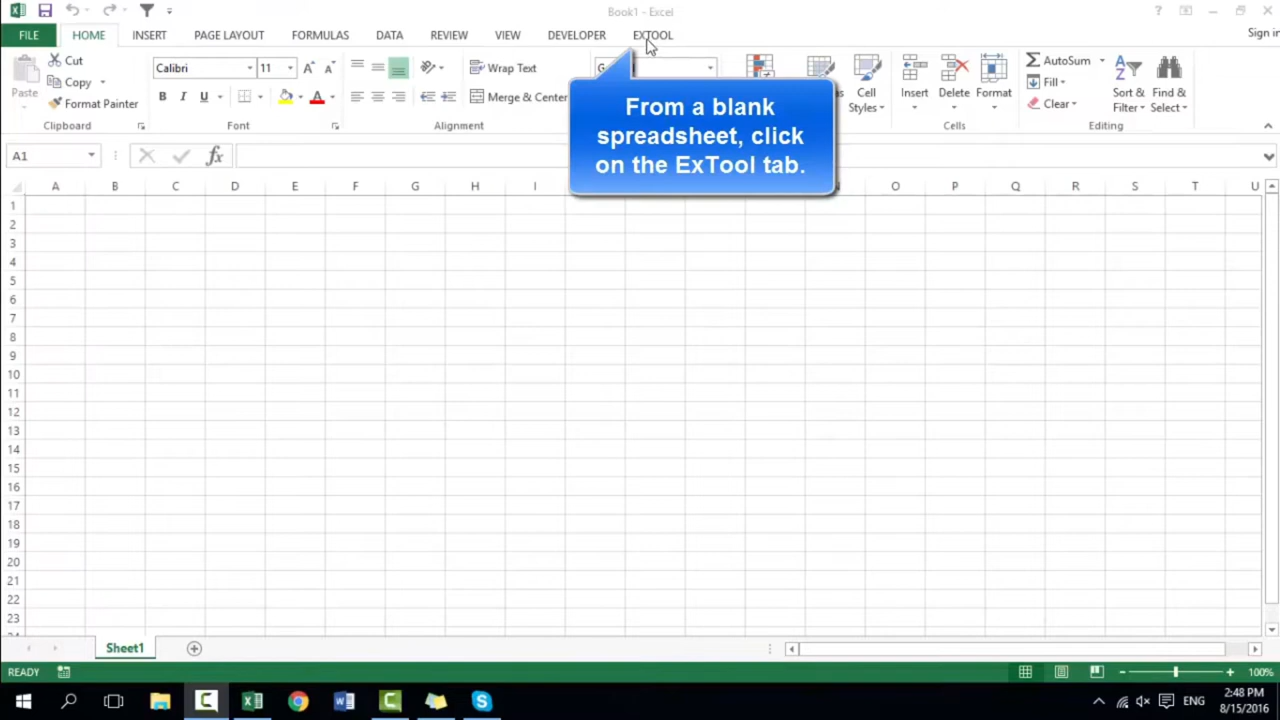 Book1 - Excel
FILE HOME INSERT PAGE LAYOUT FORMULAS DATA REVIEW VIEW DEVELOPER EXTOOL Sign in
Cut
Copy
Format Painter
Paste
Clipboard
Calibri 11
B I U
Font
Wrap Text
Merge & Center
Alignment
Cell
Styles
Insert Delete Format
Cells
AutoSum
Fill
Clear
Sort &
Filter
Find &
Select
Editing
From a blank
spreadsheet, click
on the ExTool tab.
A1 fx
A B C D E F G H I N O P Q R S T U
1
2
3
4
5
6
7
8
9
10
11
12
13
14
15
16
17
18
19
20
21
22
23
Sheet1
READY 100%
ENG 2:48 PM
8/15/2016